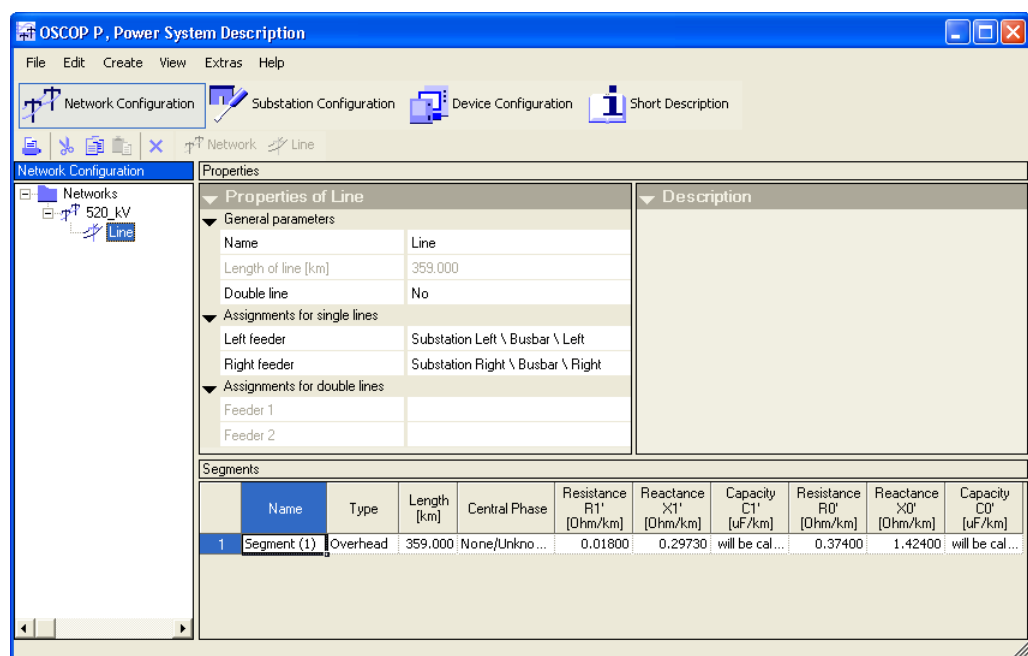 OSCOP P, Power System Description
File Edit Create View Extras Help
Network Configuration Substation Configuration Device Configuration Short Description
Network Line
Network Configuration
Networks
520_kV
Line
Properties
Properties of Line
General parameters
Name Line
Length of line [km] 359.000
Double line No
Assignments for single lines
Left feeder Substation Left \ Busbar \ Left
Right feeder Substation Right \ Busbar \ Right
Assignments for double lines
Feeder 1
Feeder 2
Description
Segments
Name Type Length [km] Central Phase Resistance R1' [Ohm/km] Reactance X1' [Ohm/km] Capacity C1' [uF/km] Resistance R0' [Ohm/km] Reactance X0' [Ohm/km] Capacity C0' [uF/km]
1 Segment (1) Overhead 359.000 None/Unkno... 0.01800 0.29730 will be cal... 0.37400 1.42400 will be cal...